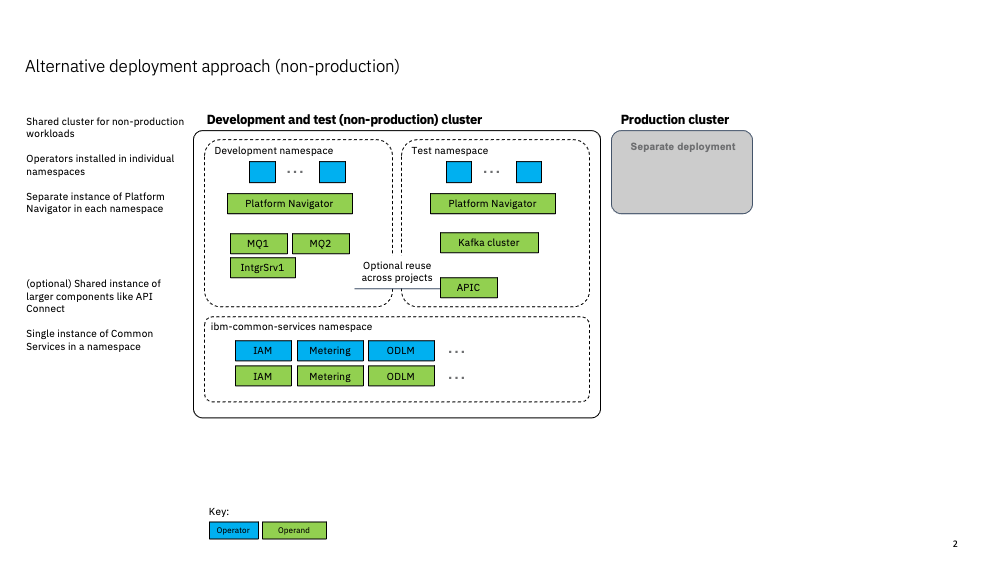 Alternative deployment approach (non-production)
Shared cluster for non-production
workloads
Operators installed in individual
namespaces
Separate instance of Platform
Navigator in each namespace
(optional) Shared instance of
larger components like API
Connect
Single instance of Common
Services in a namespace
Development and test (non-production) cluster
Development namespace
...
Platform Navigator
MQ1 MQ2
IntgrSrv1
Test namespace
...
Platform Navigator
Kafka cluster
Optional reuse
across projects
APIC
ibm-common-services namespace
IAM Metering ODLM ...
IAM Metering ODLM ...
Production cluster
Separate deployment
Key:
Operator Operand
2